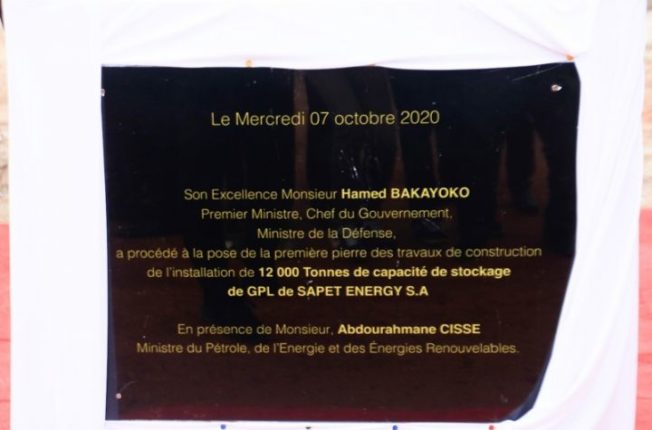 Le Mercredi 07 octobre 2020
Son Excellence Monsieur Hamed BAKAYOKO
Premier Ministre, Chef du Gouvernement,
Ministre de la Défense,
a procédé à la pose de la première pierre des travaux de construction
de l'installation de 12 000 Tonnes de capacité de stockage
de GPL de SAPET ENERGY S.A
En présence de Monsieur, Abdourahmane CISSE
Ministre du Pétrole, de l'Energie et des Énergies Renouvelables.